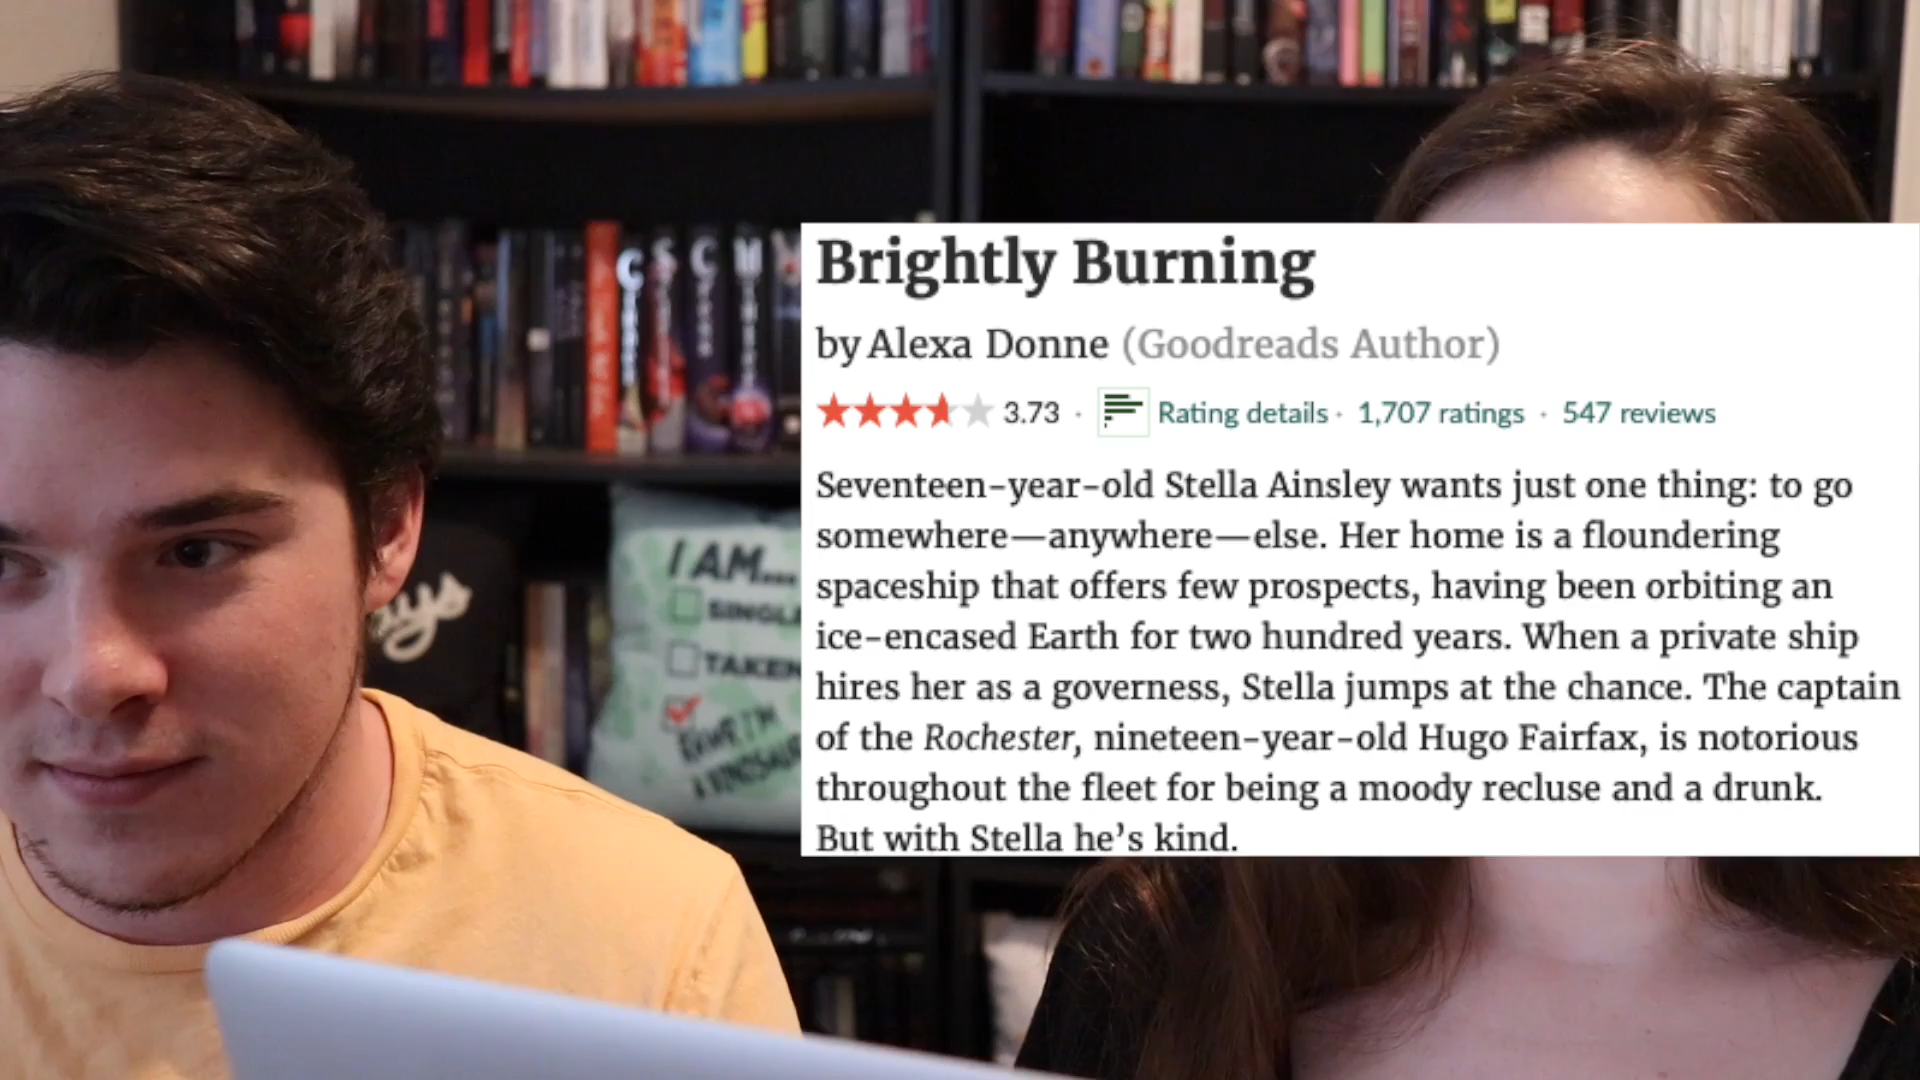 Brightly Burning
by Alexa Donne (Goodreads Author)
3.73 · Rating details · 1,707 ratings · 547 reviews
Seventeen-year-old Stella Ainsley wants just one thing: to go
somewhere—anywhere—else. Her home is a floundering
spaceship that offers few prospects, having been orbiting an
ice-encased Earth for two hundred years. When a private ship
hires her as a governess, Stella jumps at the chance. The captain
of the Rochester, nineteen-year-old Hugo Fairfax, is notorious
throughout the fleet for being a moody recluse and a drunk.
But with Stella he's kind.
I AM...
TAKEN